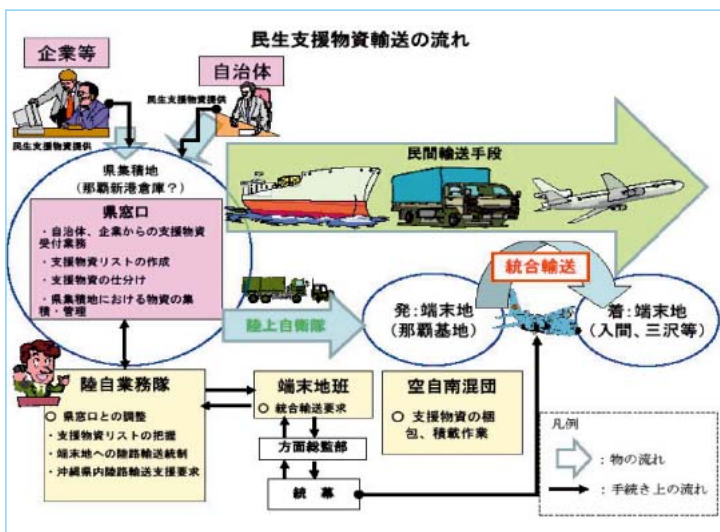 民生支援物資輸送の流れ
企業等
自治体
民生支援物資提供
民生支援物資提供
県集積地
(那覇新港倉庫?)
民間輸送手段
県窓口
・自治体、企業からの支援物資
受付業務
・支援物資リストの作成
・支援物資の仕分け
・県集積地における物資の集
積・管理
陸上自衛隊
統合輸送
発:端末地
(那覇基地)
着:端末地
(入間、三沢等)
陸自業務隊
○ 県窓口との調整
・支援物資リストの把握
・端末地への陸路輸送統制
・沖縄県内陸路輸送支援要求
端末地班
○ 統合輸送要求
方面総監部
統幕
空自南混団
○ 支援物資の梱
包、積載作業
凡例
:物の流れ
:手続き上の流れ